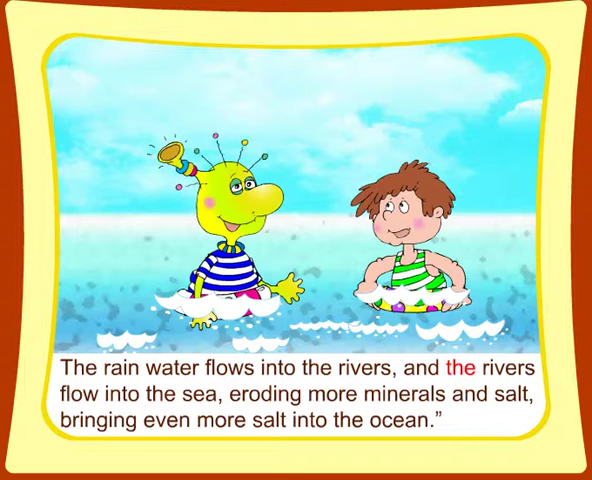 The rain water flows into the rivers, and the rivers
flow into the sea, eroding more minerals and salt,
bringing even more salt into the ocean.”